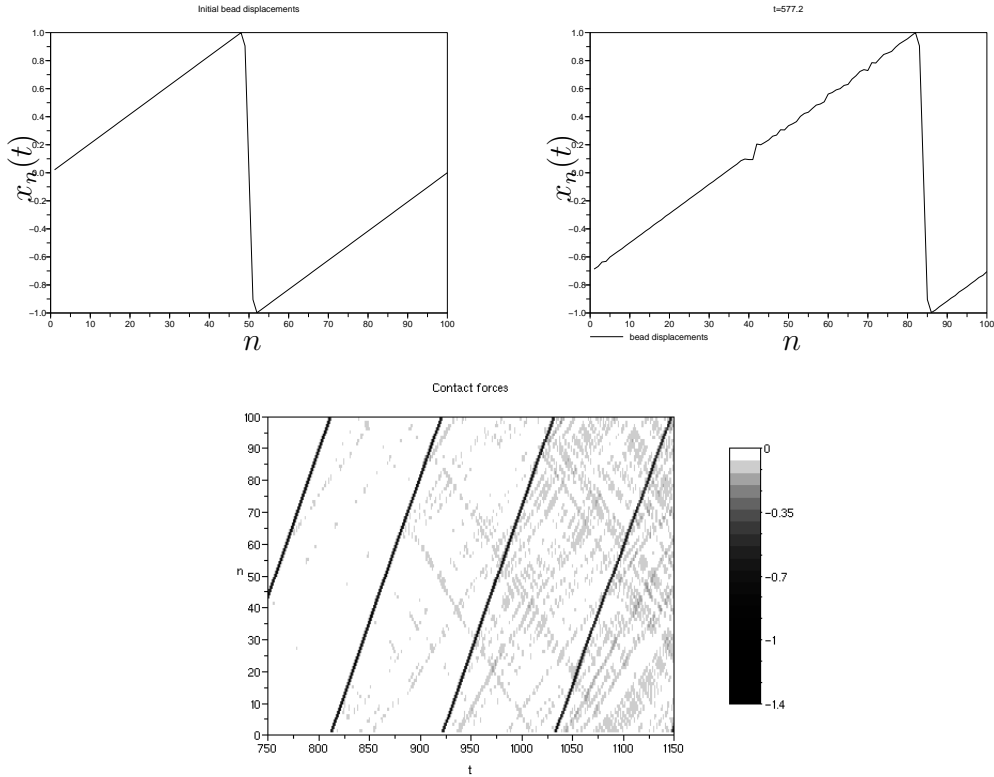 Initial bead displacements
t=577.2
1.0
0.8
0.6
0.4
0.2
0.0
−0.2
−0.4
−0.6
−0.8
−1.0
x_n(t)
0 10 20 30 40 50 60 70 80 90 100
n
1.0
0.8
0.6
0.4
0.2
0.0
−0.2
−0.4
−0.6
−0.8
−1.0
x_n(t)
0 10 20 30 40 50 60 70 80 90 100
bead displacements
n
Contact forces
100
90
80
70
60
50
40
30
20
10
0
n
750 800 850 900 950 1000 1050 1100 1150
t
0
−0.35
−0.7
−1
−1.4